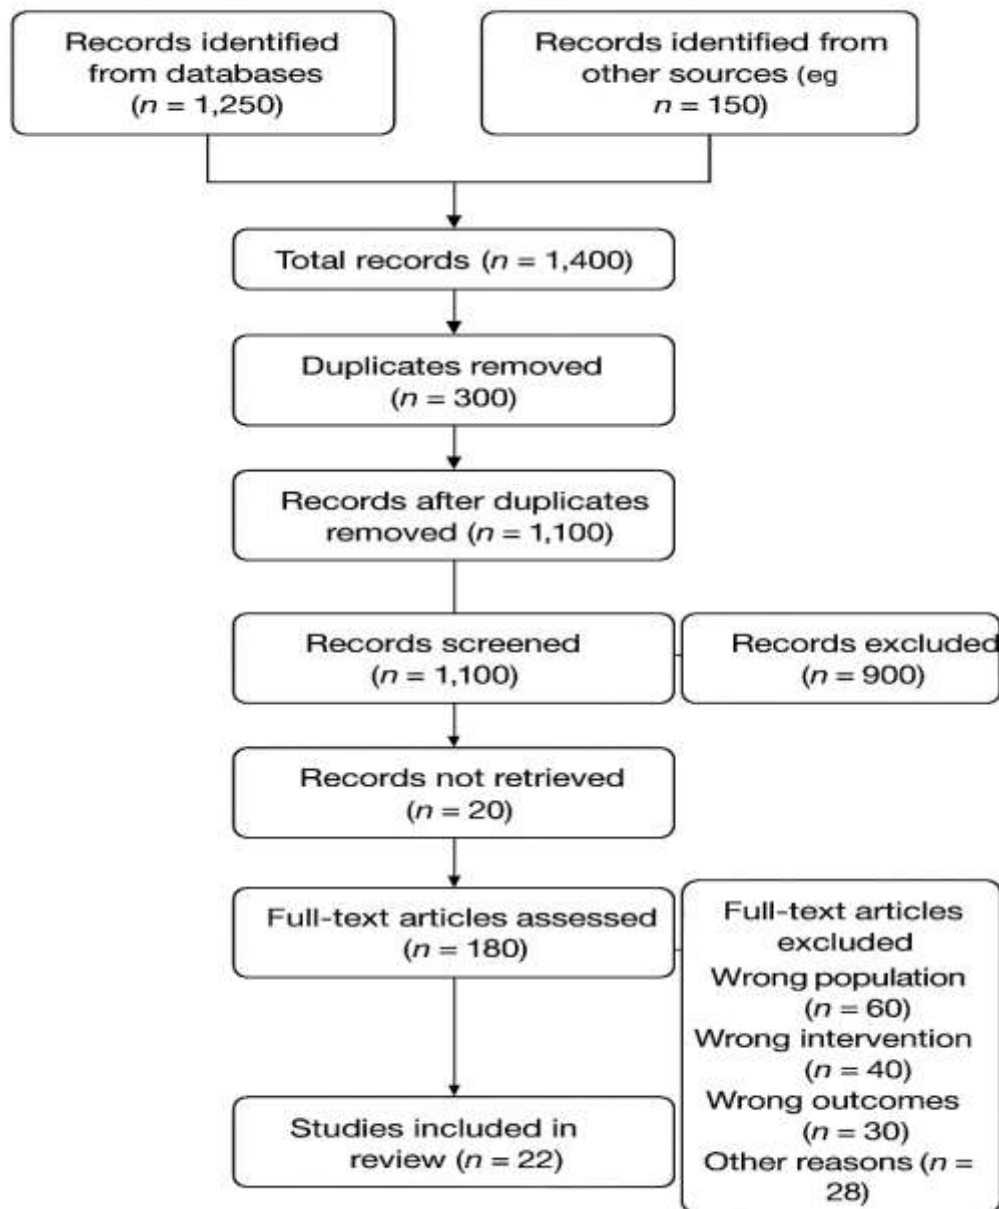 Records identified
from databases
(n = 1,250)
Records identified from
other sources (eg
n = 150)
Total records (n = 1,400)
Duplicates removed
(n = 300)
Records after duplicates
removed (n = 1,100)
Records screened
(n = 1,100)
Records excluded
(n = 900)
Records not retrieved
(n = 20)
Full-text articles assessed
(n = 180)
Full-text articles
excluded
Wrong population
(n = 60)
Wrong intervention
(n = 40)
Wrong outcomes
(n = 30)
Other reasons (n =
28)
Studies included in
review (n = 22)